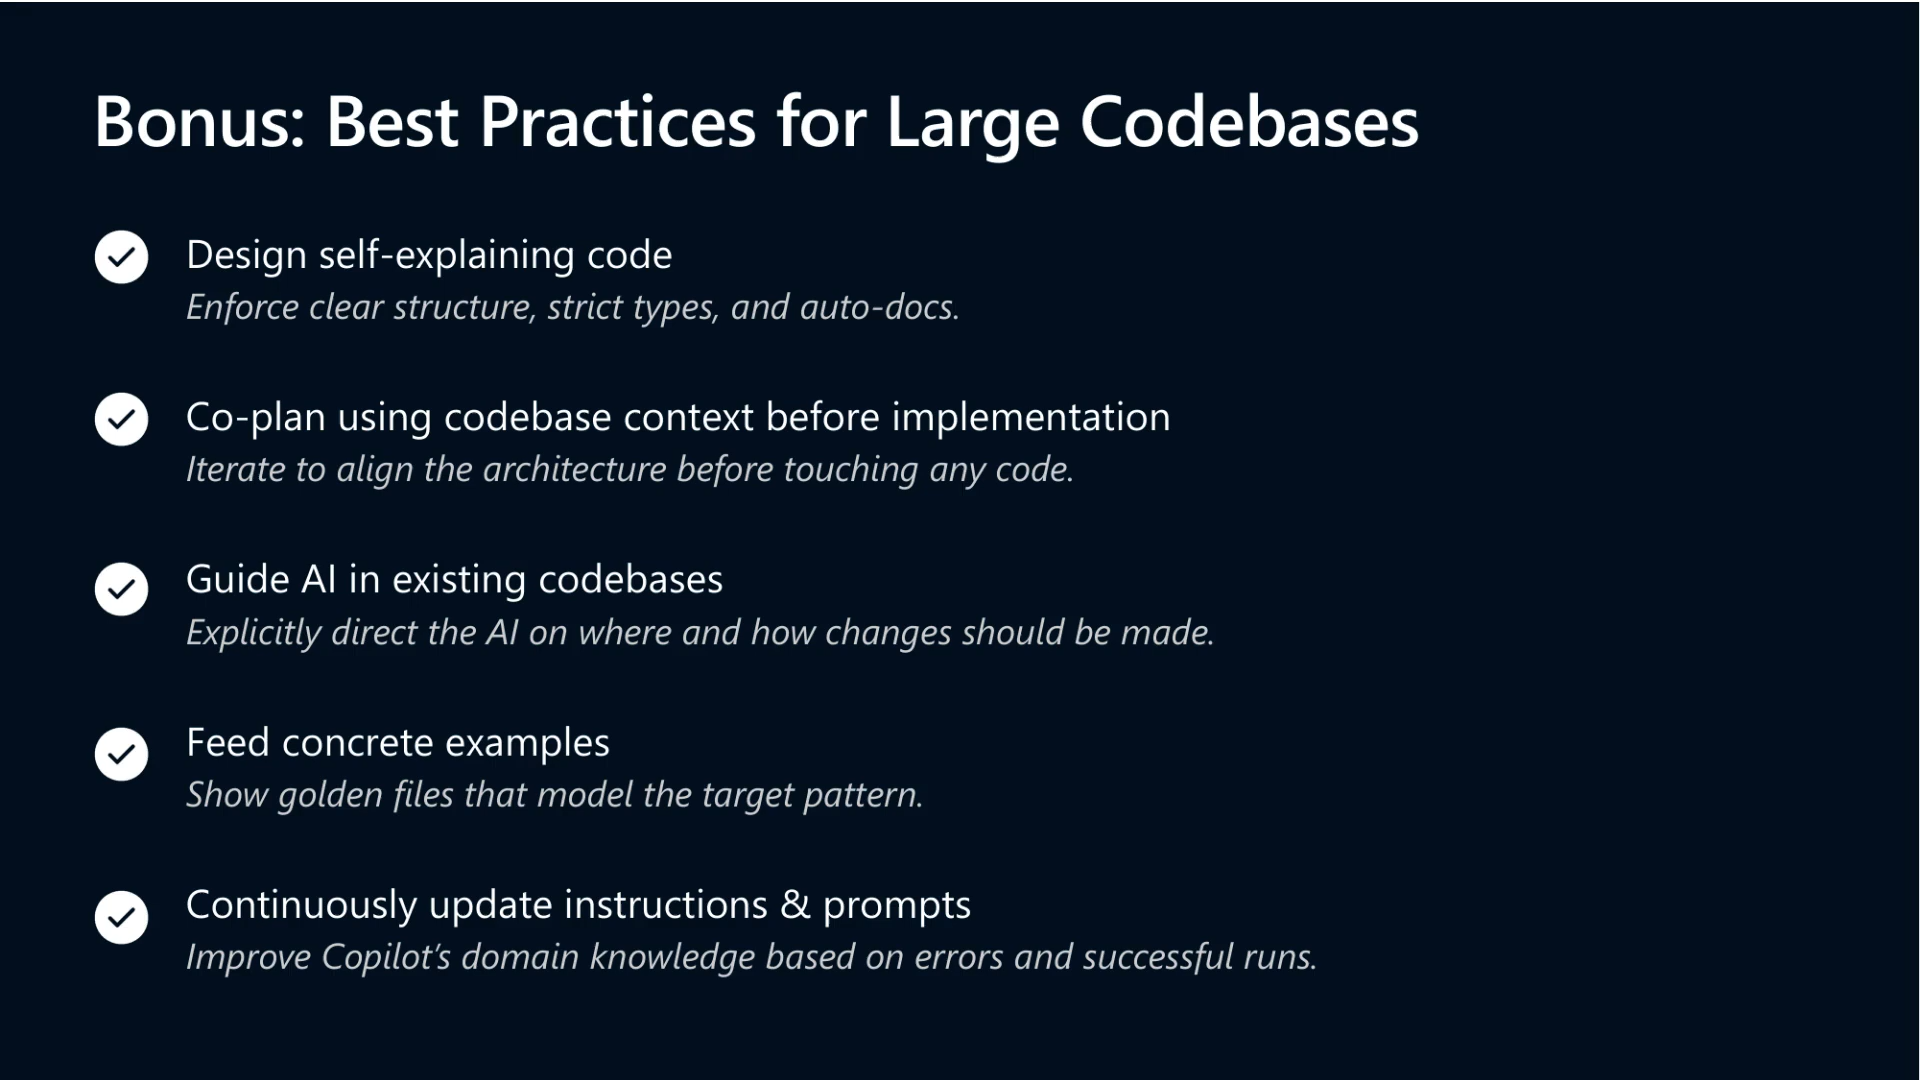 Bonus: Best Practices for Large Codebases
Design self-explaining code
Enforce clear structure, strict types, and auto-docs.
Co-plan using codebase context before implementation
Iterate to align the architecture before touching any code.
Guide AI in existing codebases
Explicitly direct the AI on where and how changes should be made.
Feed concrete examples
Show golden files that model the target pattern.
Continuously update instructions & prompts
Improve Copilot’s domain knowledge based on errors and successful runs.